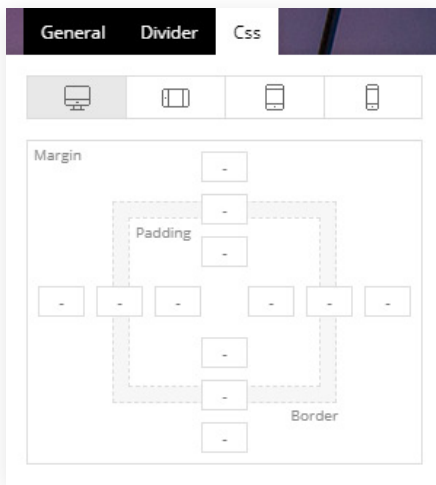 General Divider Css
Margin
-
-
Padding
-
- - - - - -
-
-
Border
-